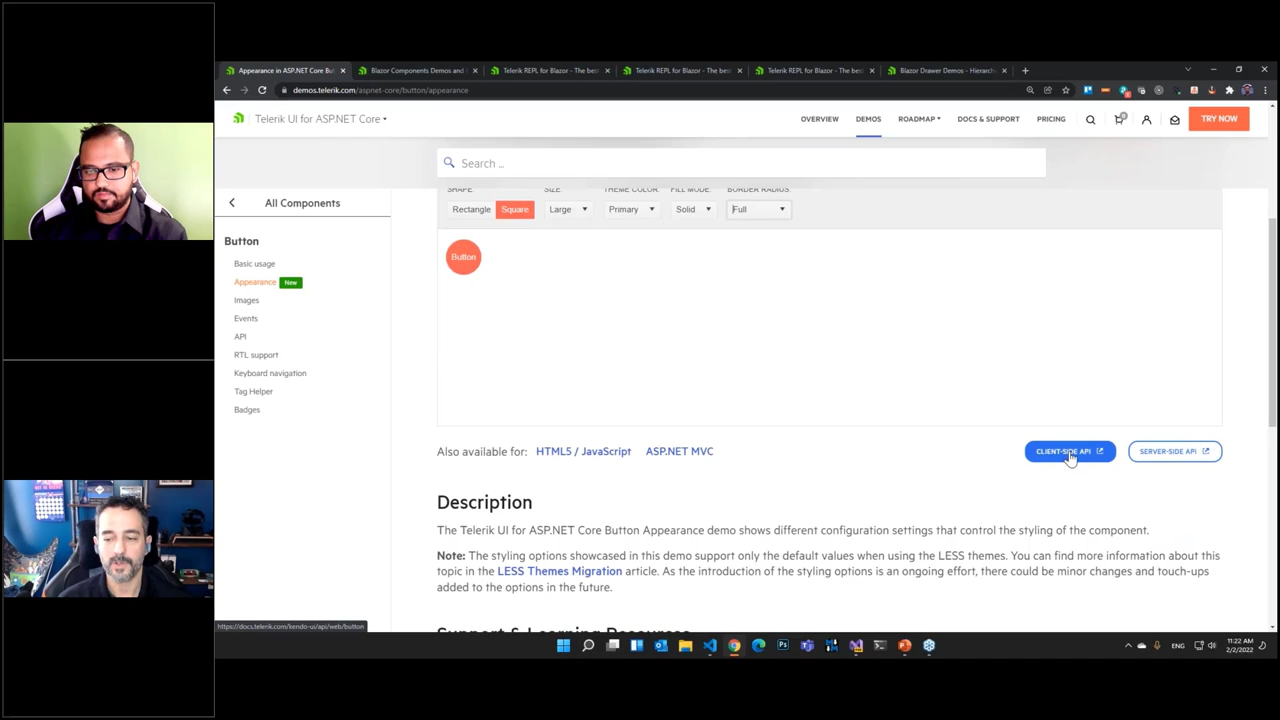 Appearance in ASP.NET Core But
Blazor Components Demos and
Telerik REPL for Blazor - The bes
Telerik REPL for Blazor - The bes
Telerik REPL for Blazor - The bes
Blazor Drawer Demos - Hierarch
demos.telerik.com/aspnet-core/button/appearance
Telerik UI for ASP.NET Core
OVERVIEW
DEMOS
ROADMAP
DOCS & SUPPORT
PRICING
0
TRY NOW
Search ...
All Components
Button
Basic usage
Appearance New
Images
Events
API
RTL support
Keyboard navigation
Tag Helper
Badges
SHAPE: SIZE: THEME COLOR: FILL MODE: BORDER RADIUS:
Rectangle Square Large Primary Solid Full
Button
Also available for: HTML5 / JavaScript ASP.NET MVC
CLIENT-SIDE API
SERVER-SIDE API
Description
The Telerik UI for ASP.NET Core Button Appearance demo shows different configuration settings that control the styling of the component.
Note: The styling options showcased in this demo support only the default values when using the LESS themes. You can find more information about this
topic in the LESS Themes Migration article. As the introduction of the styling options is an ongoing effort, there could be minor changes and touch-ups
added to the options in the future.
Support & Learning Resources
https://docs.telerik.com/kendo-ui/api/web/button
ENG
11:22 AM
2/2/2022